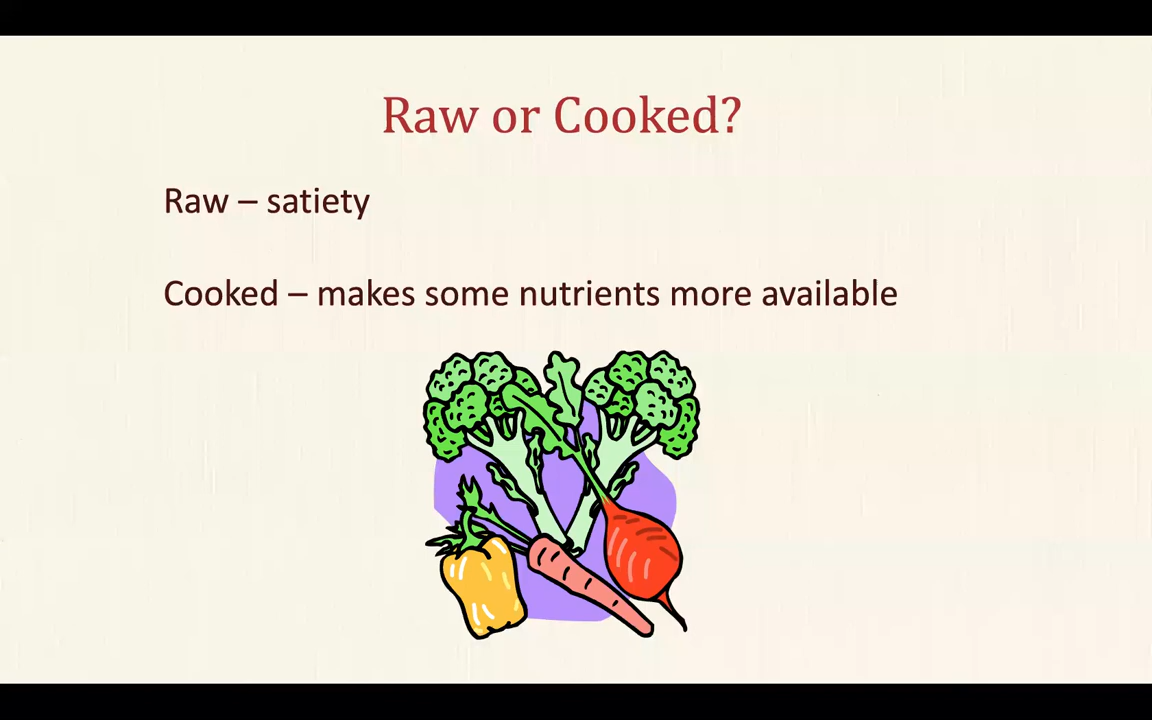 Raw or Cooked?
Raw – satiety
Cooked – makes some nutrients more available